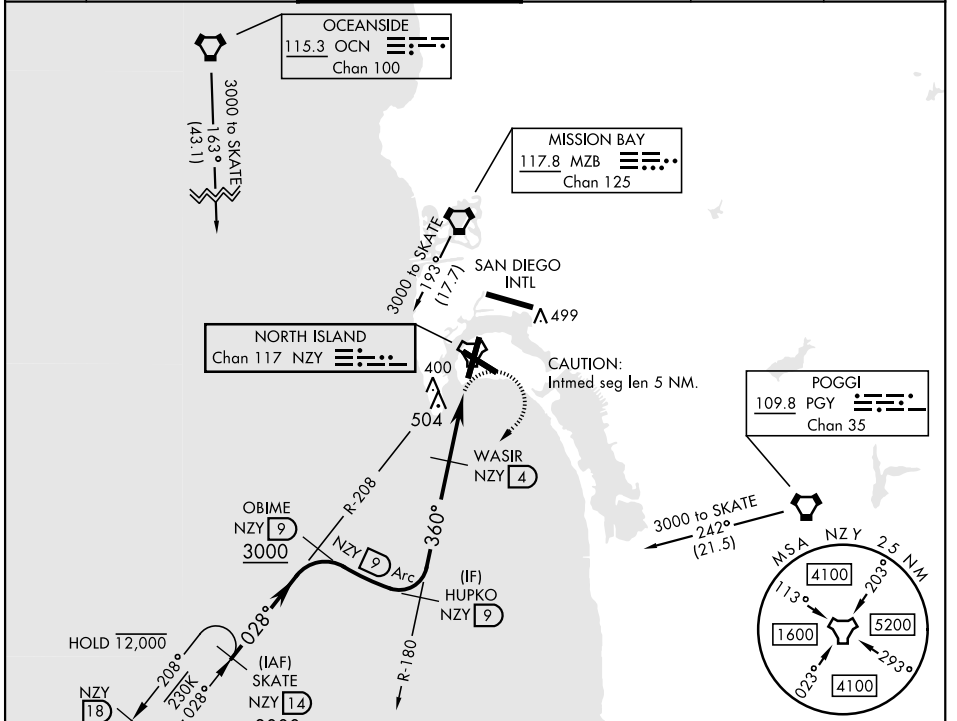 OCEANSIDE
115.3 OCN
Chan 100
3000 to SKATE
163°
(43.1)
MISSION BAY
117.8 MZB
Chan 125
3000 to SKATE
193°
(17.7)
SAN DIEGO
INTL
499
NORTH ISLAND
Chan 117 NZY
400
504
CAUTION:
Intmed seg len 5 NM.
POGGI
109.8 PGY
Chan 35
WASIR
NZY 4
R-208
360°
3000 to SKATE
242°
(21.5)
OBIME
NZY 9
3000
NZY 9 Arc
(IF)
HUPKO
NZY 9
MSA NZY 25 NM
4100
113°
203°
1600
5200
023°
293°
4100
028°
HOLD 12,000
208°
230K
028°
(IAF)
SKATE
NZY 14
R-180
NZY
18